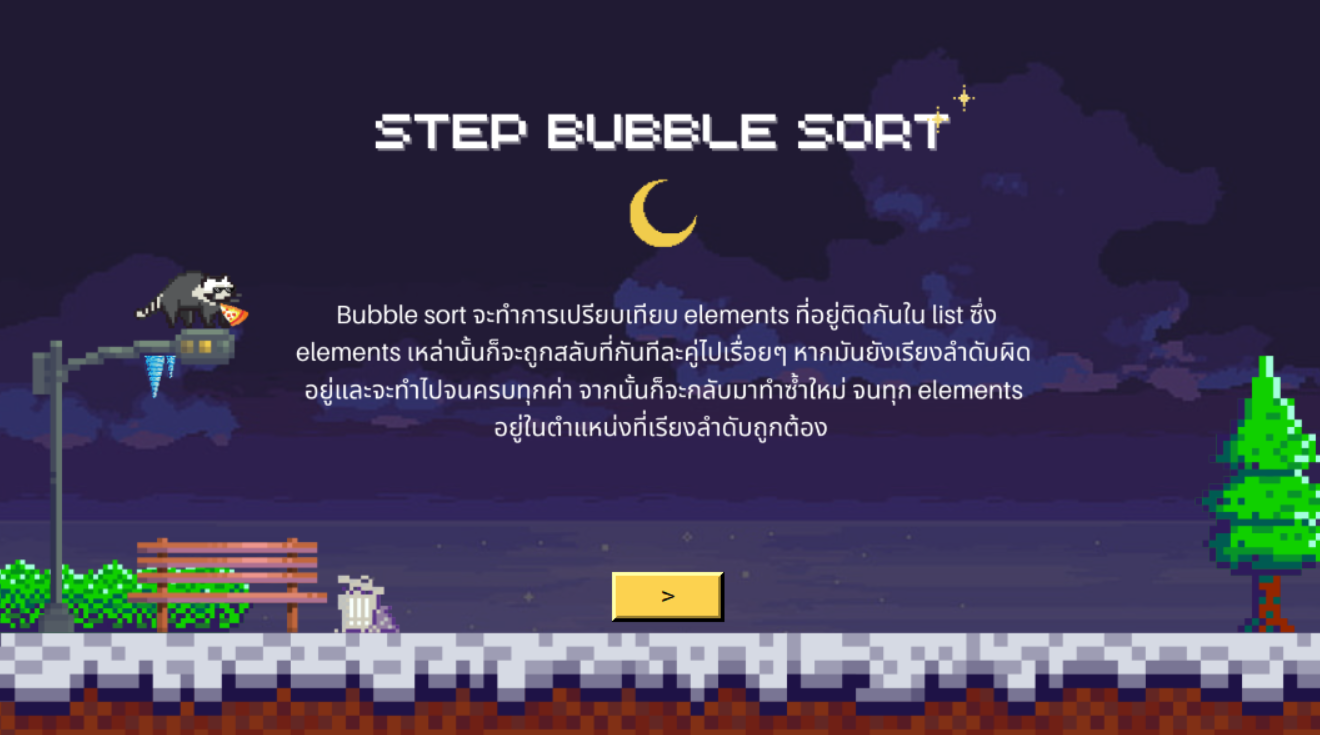 STEP BUBBLE SORT
Bubble sort จะทำการเปรียบเทียบ elements ที่อยู่ติดกันใน list ซึ่ง
elements เหล่านั้นก็จะถูกสลับที่กันทีละคู่ไปเรื่อยๆ หากมันยังเรียงลำดับผิด
อยู่และจะทำไปจนครบทุกค่า จากนั้นก็จะกลับมาทำซ้ำใหม่ จนทุก elements
อยู่ในตำแหน่งที่เรียงลำดับถูกต้อง
>